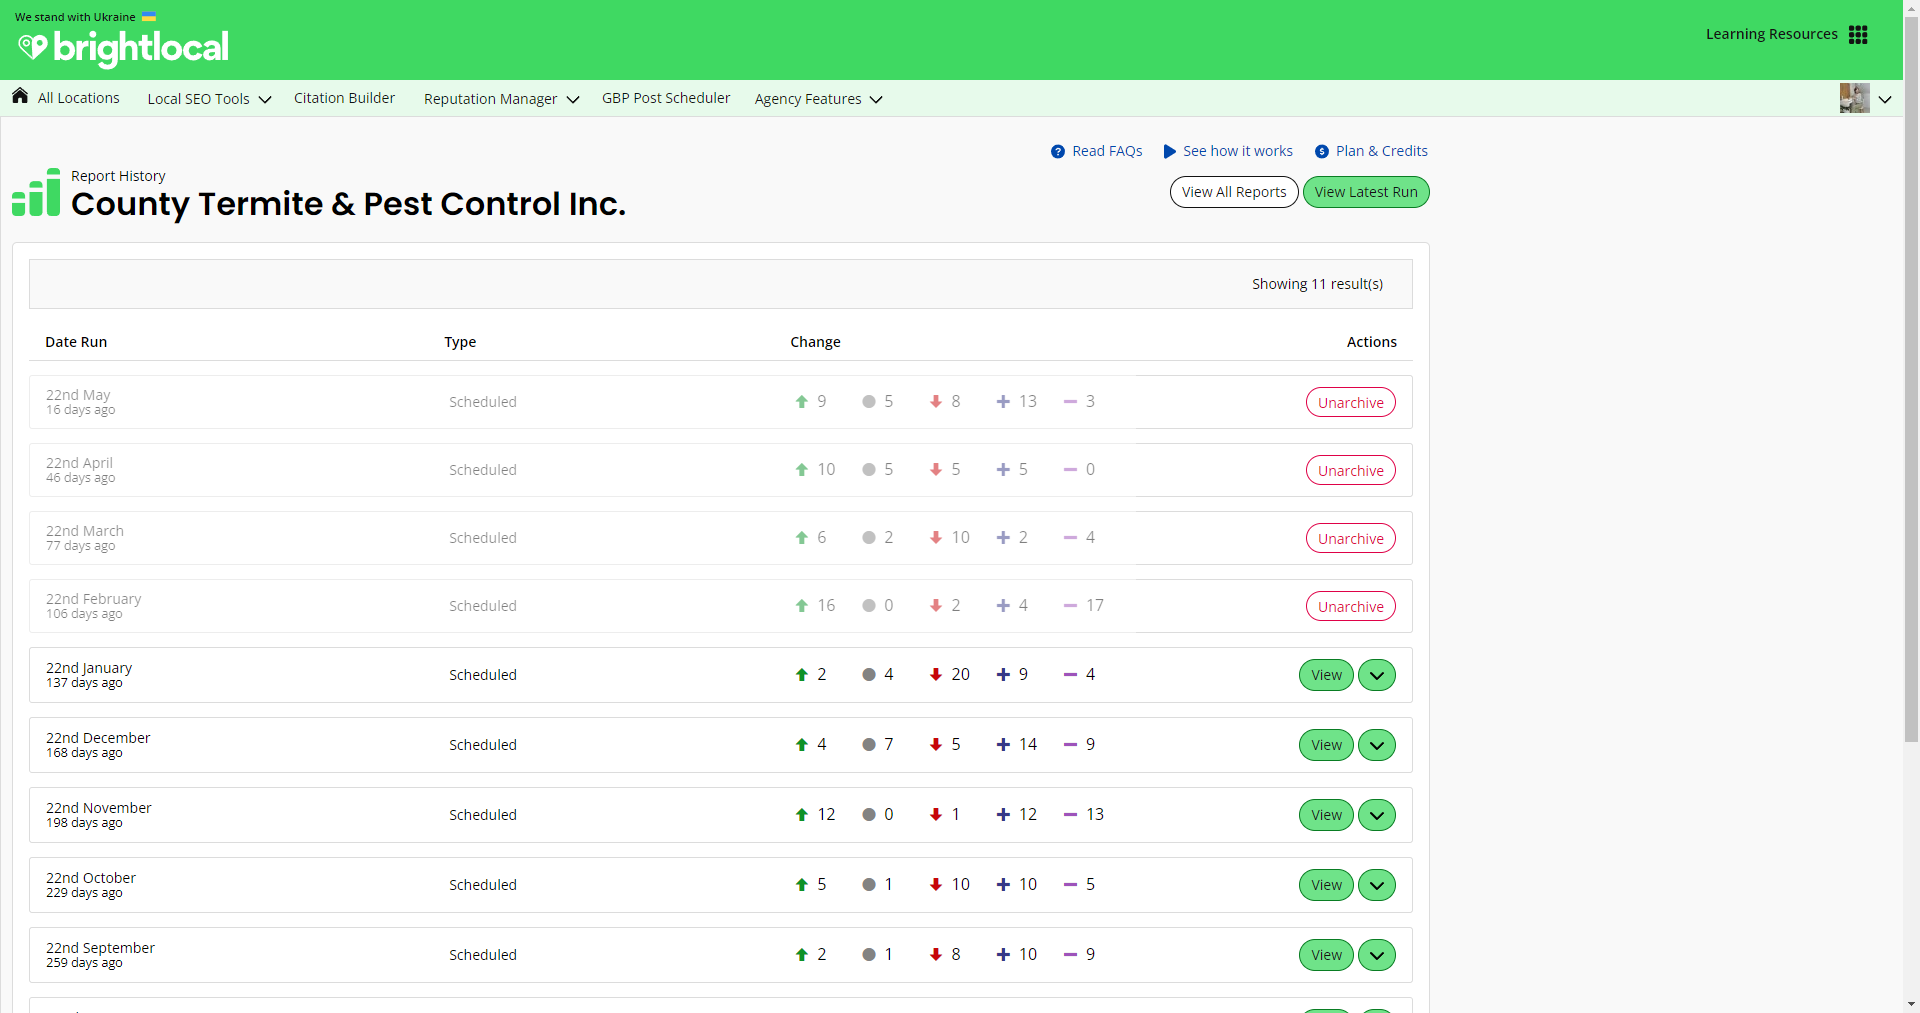 We stand with Ukraine
brightlocal
Learning Resources
All Locations Local SEO Tools Citation Builder Reputation Manager GBP Post Scheduler Agency Features
Read FAQs See how it works Plan & Credits
Report History
County Termite & Pest Control Inc.
View All Reports View Latest Run
Showing 11 result(s)
Date Run Type Change Actions
22nd May
16 days ago
Scheduled 9 5 8 13 3 Unarchive
22nd April
46 days ago
Scheduled 10 5 5 5 0 Unarchive
22nd March
77 days ago
Scheduled 6 2 10 2 4 Unarchive
22nd February
106 days ago
Scheduled 16 0 2 4 17 Unarchive
22nd January
137 days ago
Scheduled 2 4 20 9 4 View
22nd December
168 days ago
Scheduled 4 7 5 14 9 View
22nd November
198 days ago
Scheduled 12 0 1 12 13 View
22nd October
229 days ago
Scheduled 5 1 10 10 5 View
22nd September
259 days ago
Scheduled 2 1 8 10 9 View